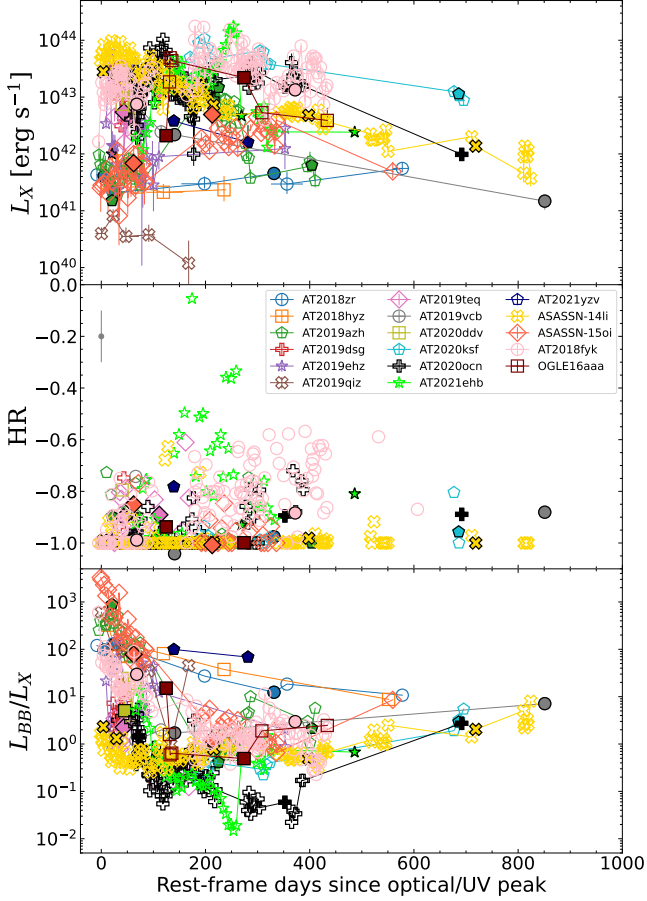 10^44
10^43
10^42
10^41
10^40
L_X [erg s^−1]
0.0
−0.2
−0.4
−0.6
−0.8
−1.0
HR
AT2018zr
AT2018hyz
AT2019azh
AT2019dsg
AT2019ehz
AT2019qiz
AT2019teq
AT2019vcb
AT2020ddv
AT2020ksf
AT2020ocn
AT2021ehb
AT2021yzv
ASASSN-14li
ASASSN-15oi
AT2018fyk
OGLE16aaa
10^3
10^2
10^1
10^0
10^−1
10^−2
L_BB/L_X
0 200 400 600 800 1000
Rest-frame days since optical/UV peak